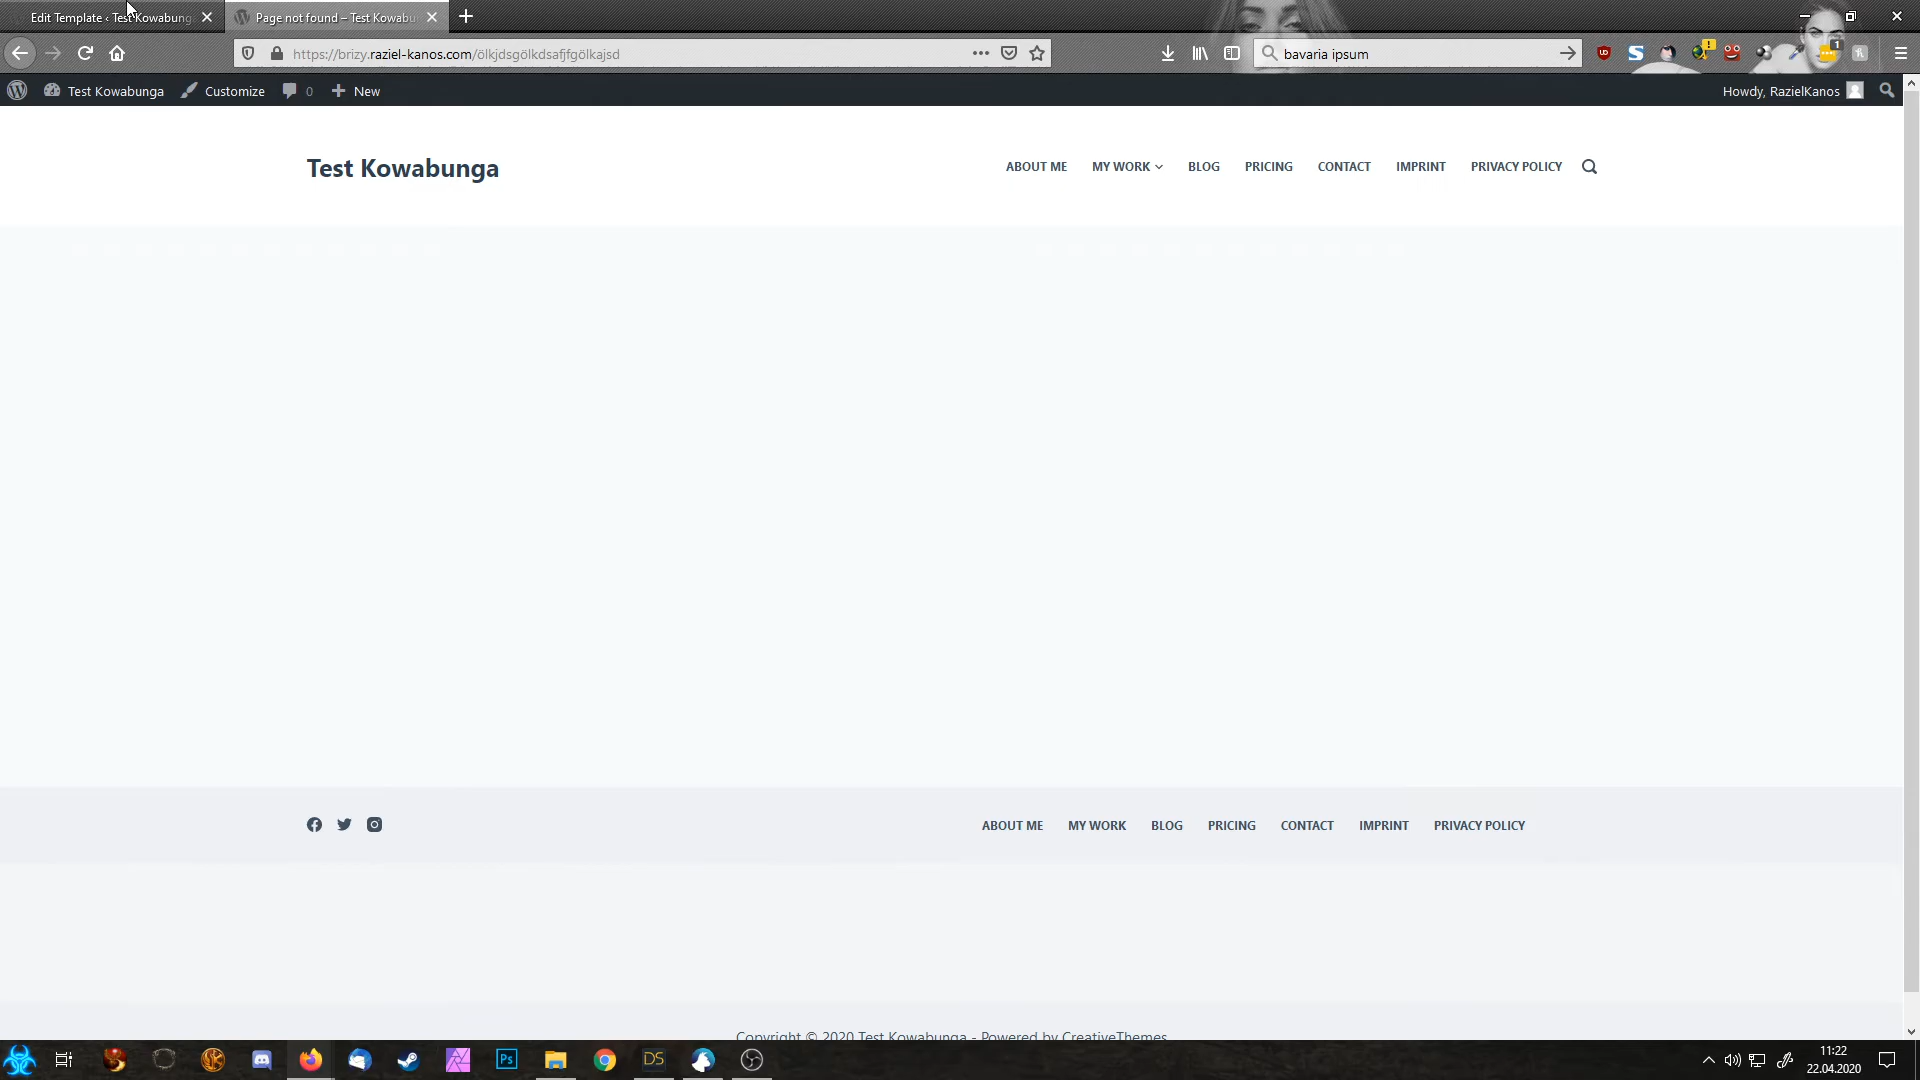 Edit Template ‹ Test Kowabung
Page not found – Test Kowabu
https://brizy.raziel-kanos.com/ölkjdsgölkdsafjfgölkajsd
bavaria ipsum
1
Test Kowabunga
Customize
0
New
Howdy, RazielKanos
Test Kowabunga
ABOUT ME
MY WORK
BLOG
PRICING
CONTACT
IMPRINT
PRIVACY POLICY
ABOUT ME
MY WORK
BLOG
PRICING
CONTACT
IMPRINT
PRIVACY POLICY
Copyright © 2020 Test Kowabunga - Powered by CreativeThemes
Ps
DS
11:22
22.04.2020